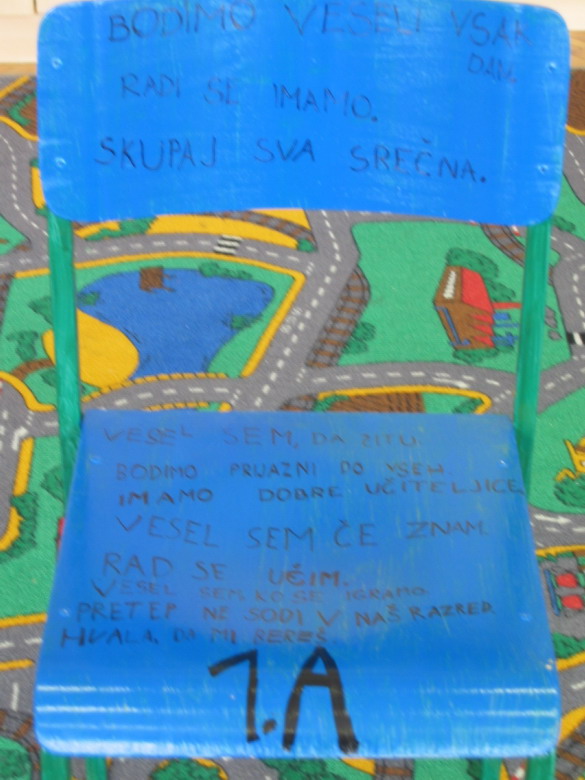 BODIMO VESELI VSAK
DAN.
RADI SE IMAMO.
SKUPAJ SVA SREČNA.
VESEL SEM, DA
BODIMO PRIJAZNI DO VSEH
IMAMO DOBRE UČITELJICE
VESEL SEM ČE ZNAM.
RAD SE UČIM.
VESEL SEM, KO SE IGRAMO.
PRETEP NE SODI V NAŠ RAZRED.
HVALA, DA MI BEREŠ
1.A